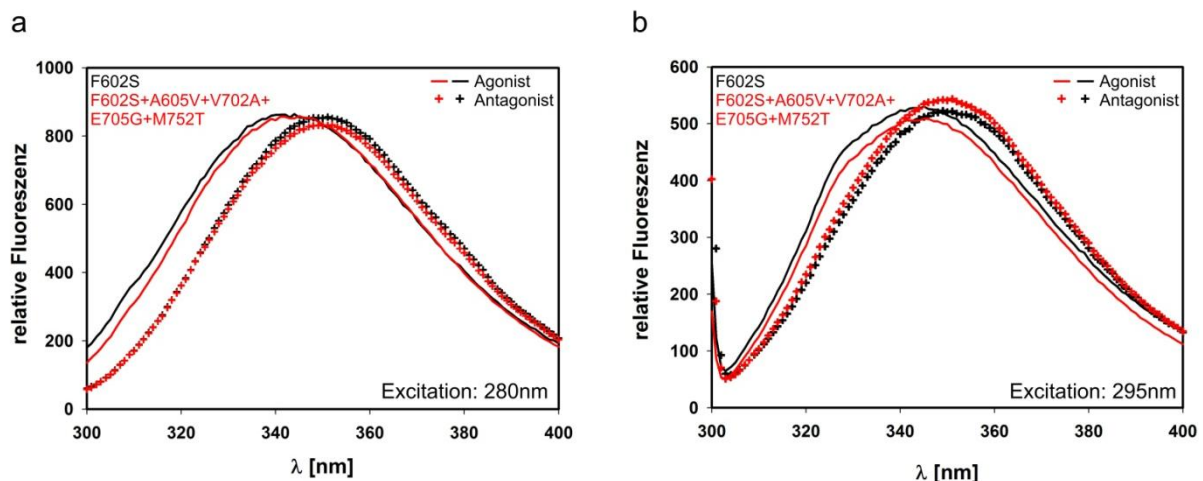 a
1000
800
600
400
200
0
relative Fluoreszenz
F602S
F602S+A605V+V702A+
E705G+M752T
Agonist
Antagonist
Excitation: 280nm
300 320 340 360 380 400
λ [nm]
b
600
500
400
300
200
100
0
relative Fluoreszenz
F602S
F602S+A605V+V702A+
E705G+M752T
Agonist
Antagonist
Excitation: 295nm
300 320 340 360 380 400
λ [nm]